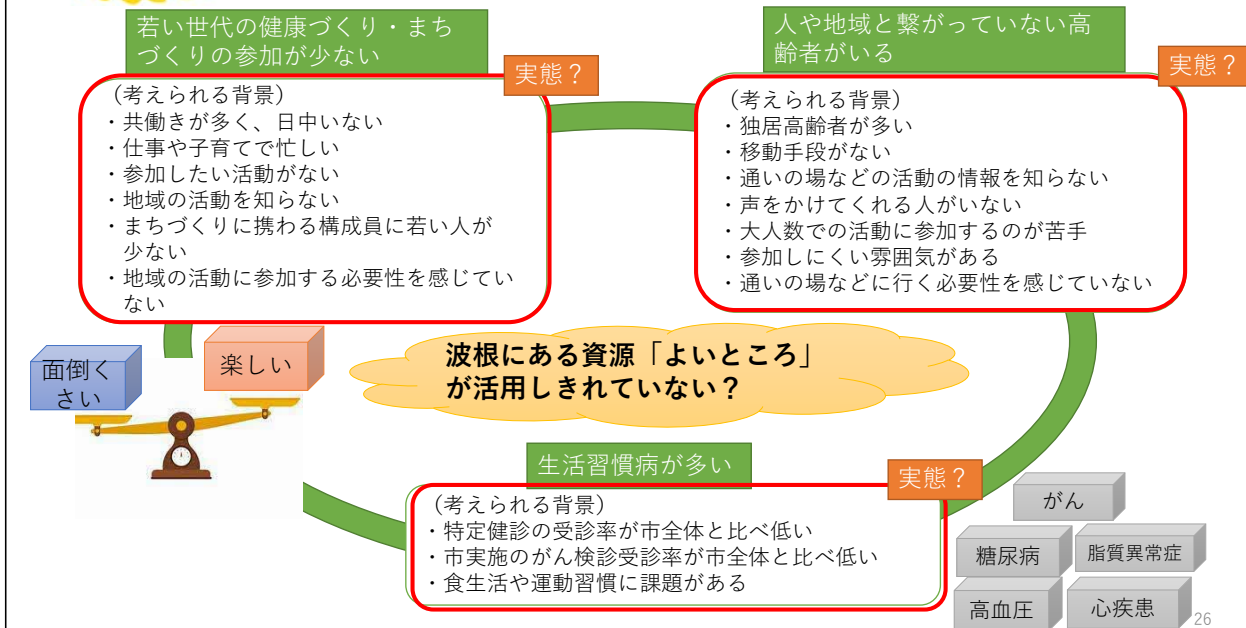 若い世代の健康づくり・まち
づくりの参加が少ない
実態？
（考えられる背景）
・共働きが多く、日中いない
・仕事や子育てで忙しい
・参加したい活動がない
・地域の活動を知らない
・まちづくりに携わる構成員に若い人が
少ない
・地域の活動に参加する必要性を感じてい
ない
人や地域と繋がっていない高
齢者がいる
実態？
（考えられる背景）
・独居高齢者が多い
・移動手段がない
・通いの場などの活動の情報を知らない
・声をかけてくれる人がいない
・大人数での活動に参加するのが苦手
・参加しにくい雰囲気がある
・通いの場などに行く必要性を感じていない
面倒く
さい
楽しい
波根にある資源「よいところ」
が活用しきれていない？
生活習慣病が多い
実態？
（考えられる背景）
・特定健診の受診率が市全体と比べ低い
・市実施のがん検診受診率が市全体と比べ低い
・食生活や運動習慣に課題がある
がん
糖尿病
脂質異常症
高血圧
心疾患
26